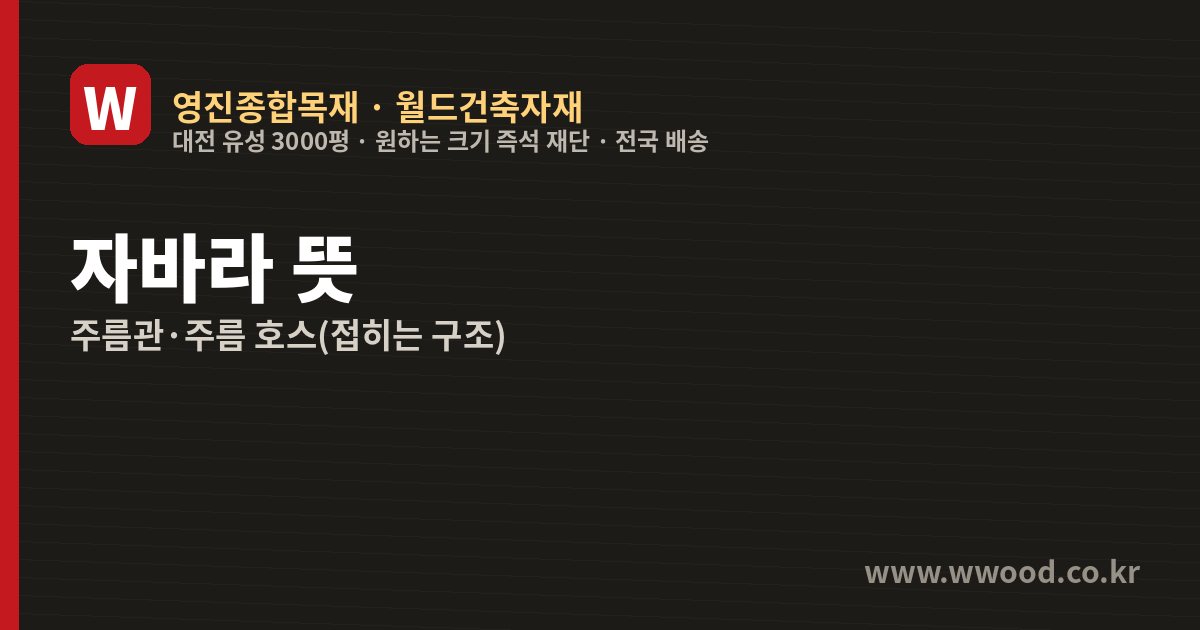 W
영진종합목재 · 월드건축자재
대전 유성 3000평 · 원하는 크기 즉석 재단 · 전국 배송
자바라 뜻
주름관·주름 호스(접히는 구조)
www.wwood.co.kr